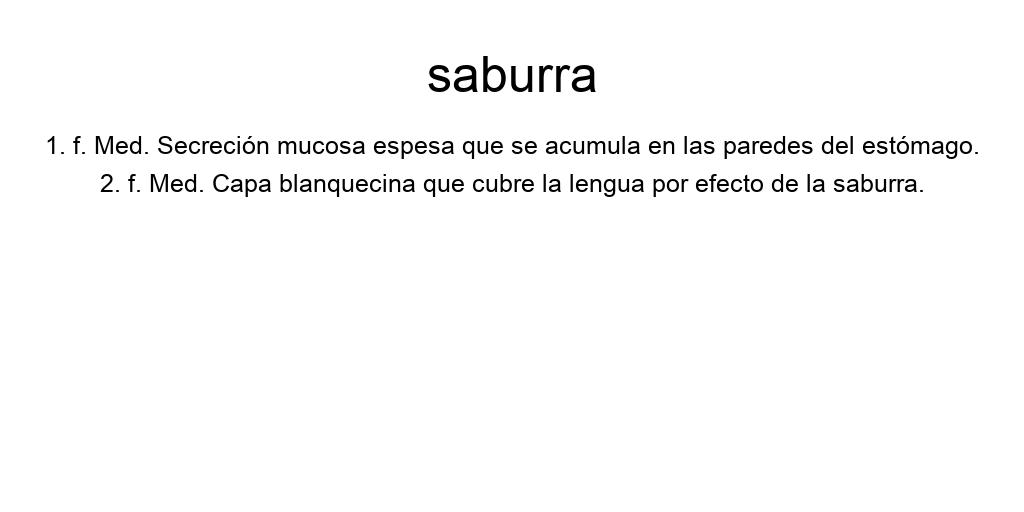 saburra
1. f. Med. Secreción mucosa espesa que se acumula en las paredes del estómago.
2. f. Med. Capa blanquecina que cubre la lengua por efecto de la saburra.